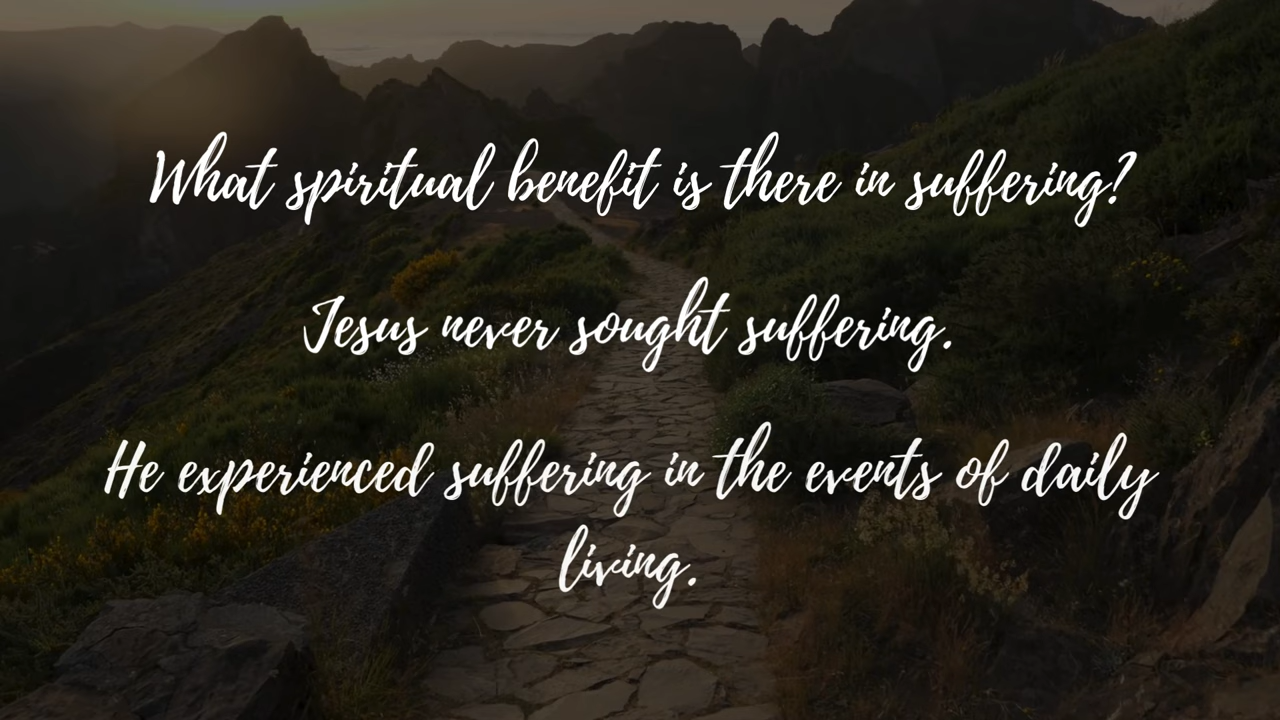 What spiritual benefit is there in suffering?
Jesus never sought suffering.
He experienced suffering in the events of daily
living.